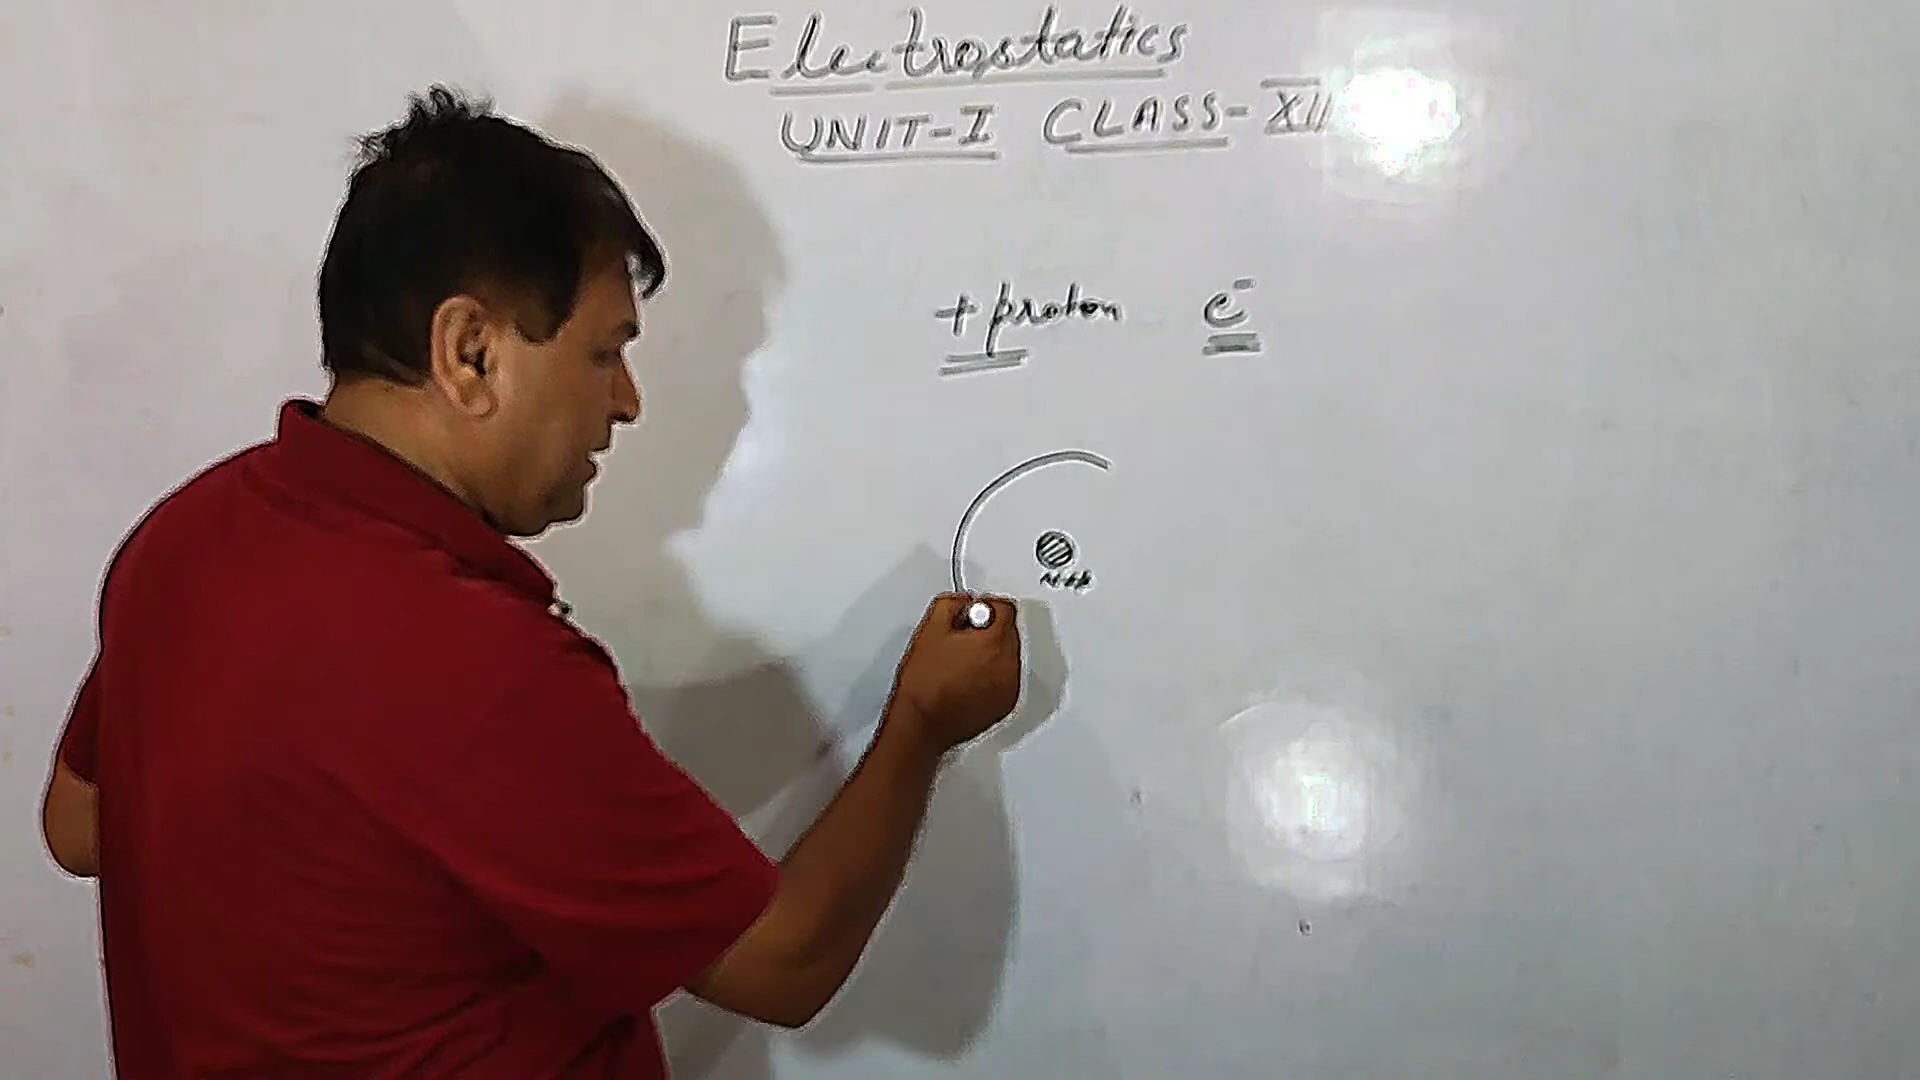 Electrostatics
UNIT-I CLASS-XII
+ proton e⁻